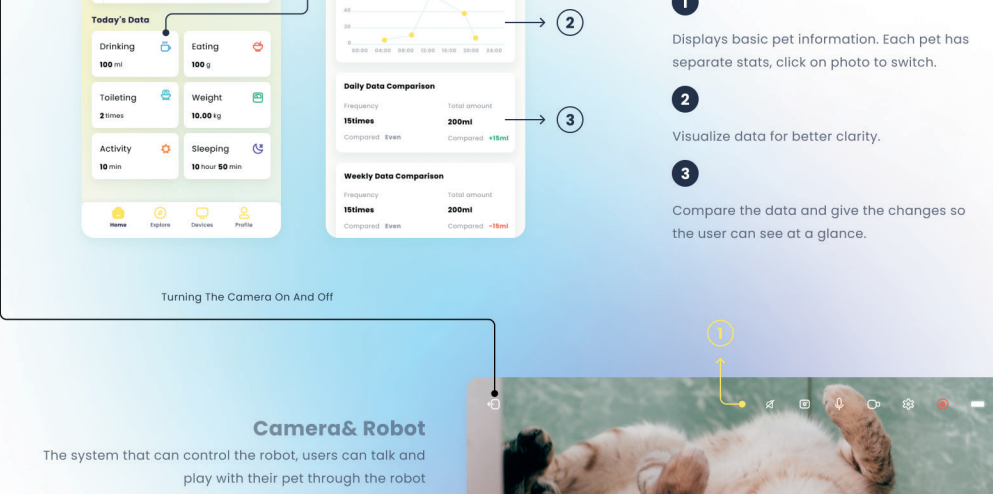 Today's Data
Drinking
100 ml
Eating
100 g
Toileting
2 times
Weight
10.00 kg
Activity
10 min
Sleeping
10 hour 50 min
Home
Explore
Devices
Profile
40
20
0
00:00 04:00 08:00 12:00 16:00 20:00 24:00
Daily Data Comparison
Frequency
Total amount
15times
200ml
Compared Even
Compared +15ml
Weekly Data Comparison
Frequency
Total amount
15times
200ml
Compared Even
Compared -15ml
2
3
1
Displays basic pet information. Each pet has
separate stats, click on photo to switch.
2
Visualize data for better clarity.
3
Compare the data and give the changes so
the user can see at a glance.
Turning The Camera On And Off
1
Camera& Robot
The system that can control the robot, users can talk and
play with their pet through the robot